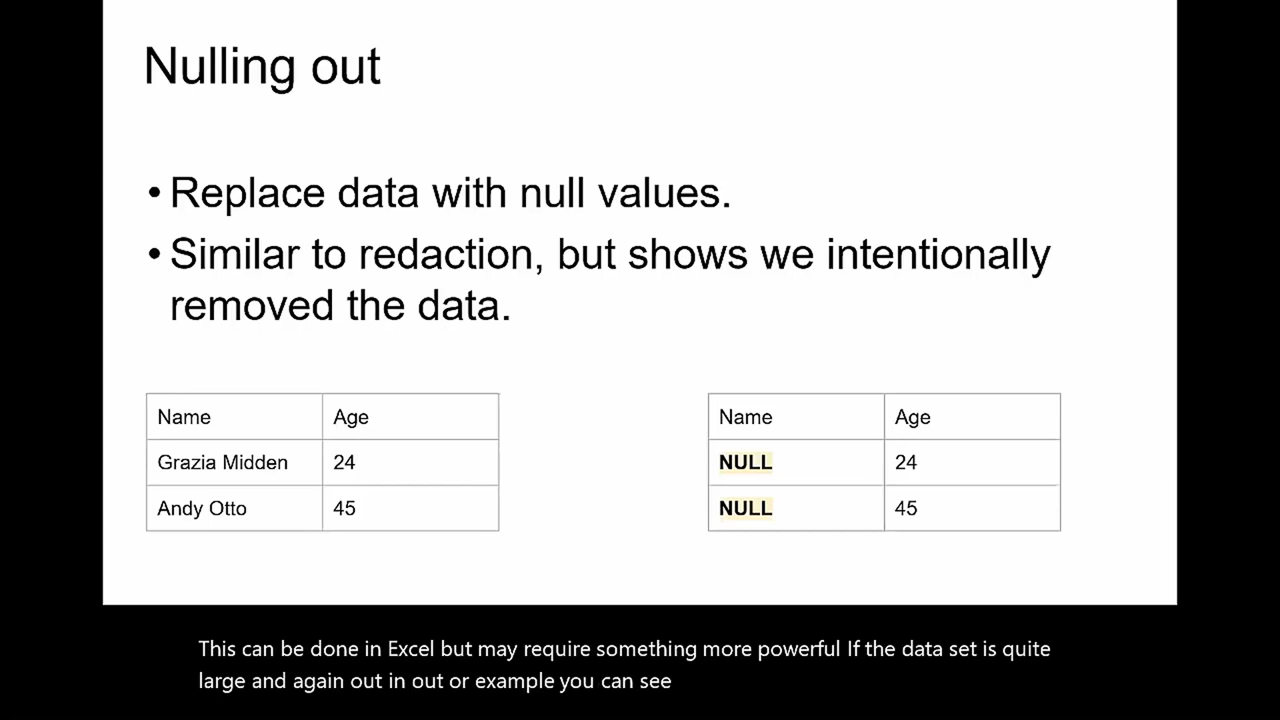 Nulling out
• Replace data with null values.
• Similar to redaction, but shows we intentionally
removed the data.
Name Age
Grazia Midden 24
Andy Otto 45
Name Age
NULL 24
NULL 45
This can be done in Excel but may require something more powerful If the data set is quite
large and again out in out or example you can see